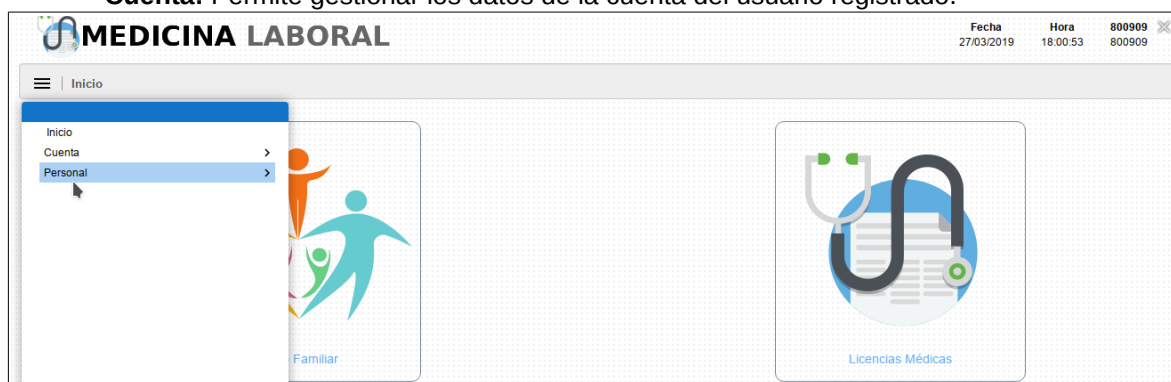 Cuenta: Permite gestionar los datos de la cuenta del usuario registrado.
MEDICINA LABORAL
Fecha Hora 800909
27/03/2019 18:00:53 800909
Inicio
Inicio
Cuenta
Personal
Familiar
Licencias Médicas